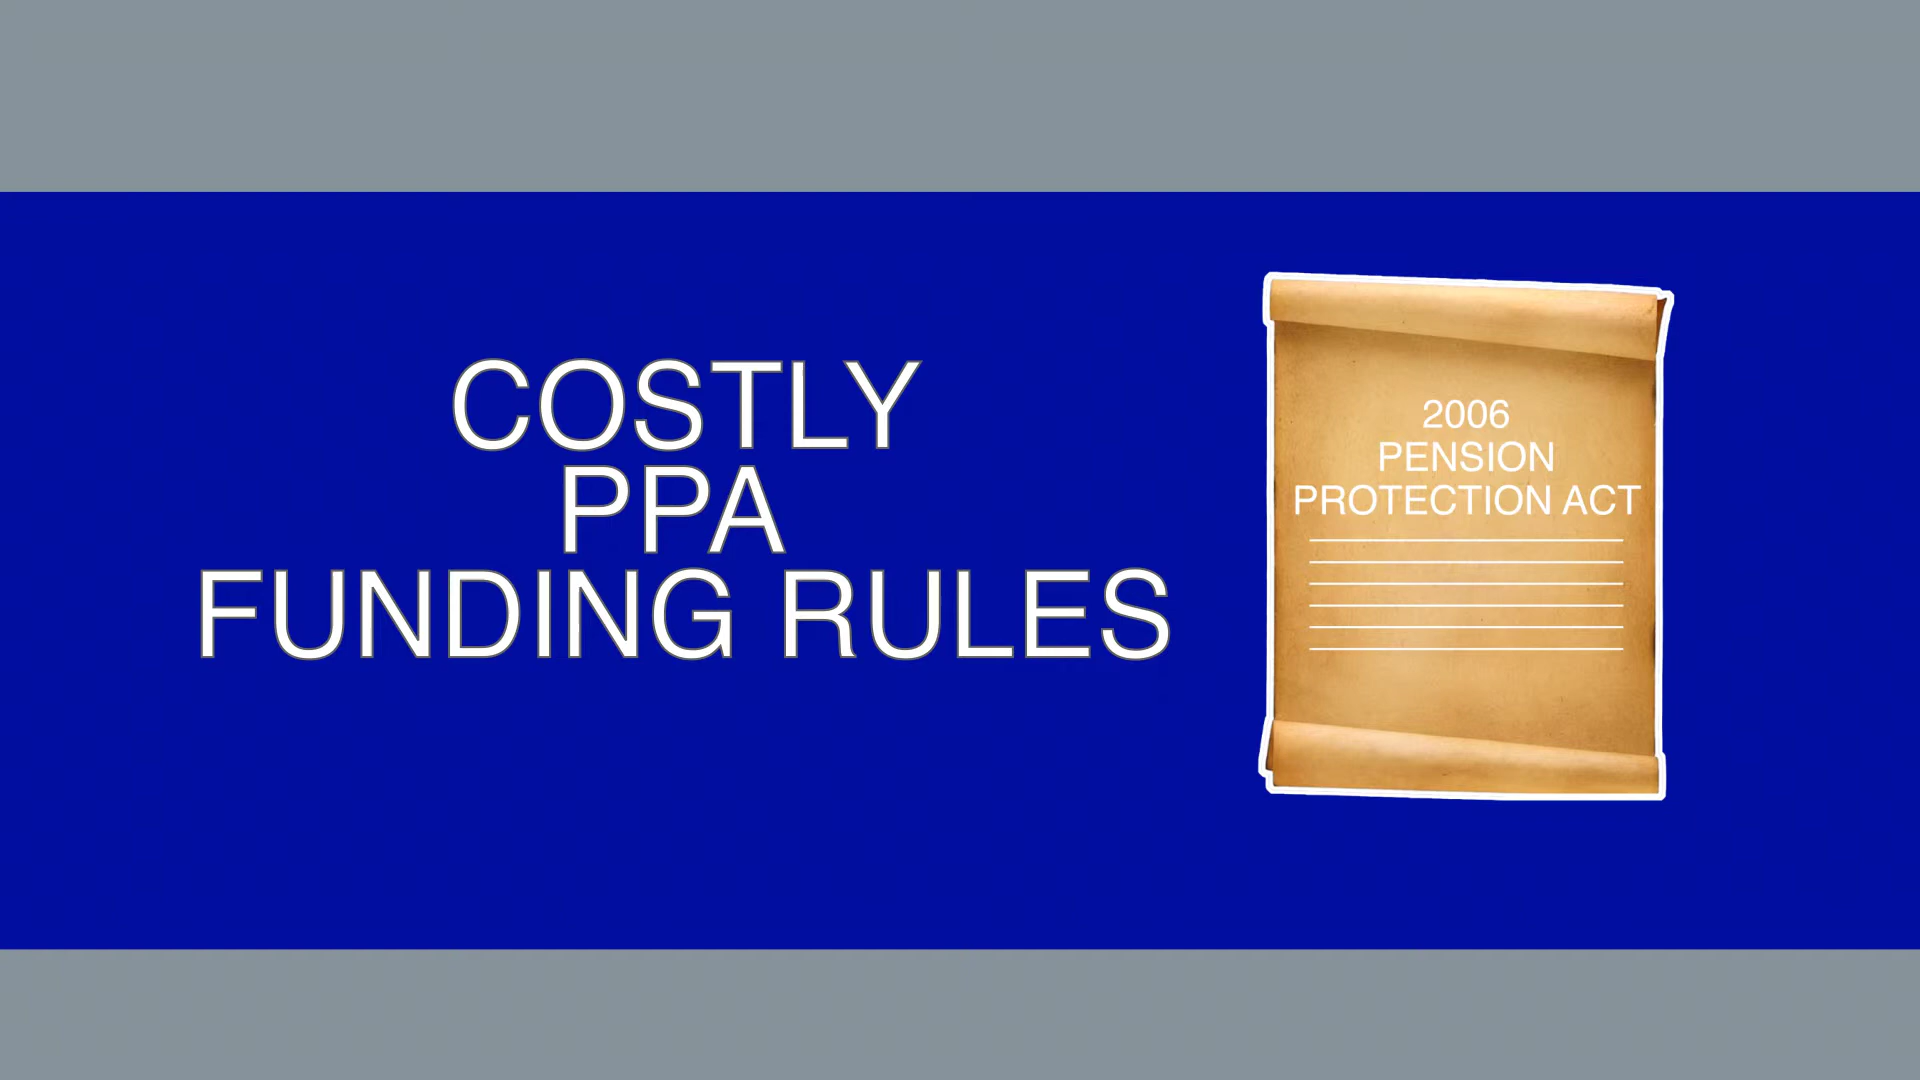 COSTLY
PPA
FUNDING RULES
2006
PENSION
PROTECTION ACT